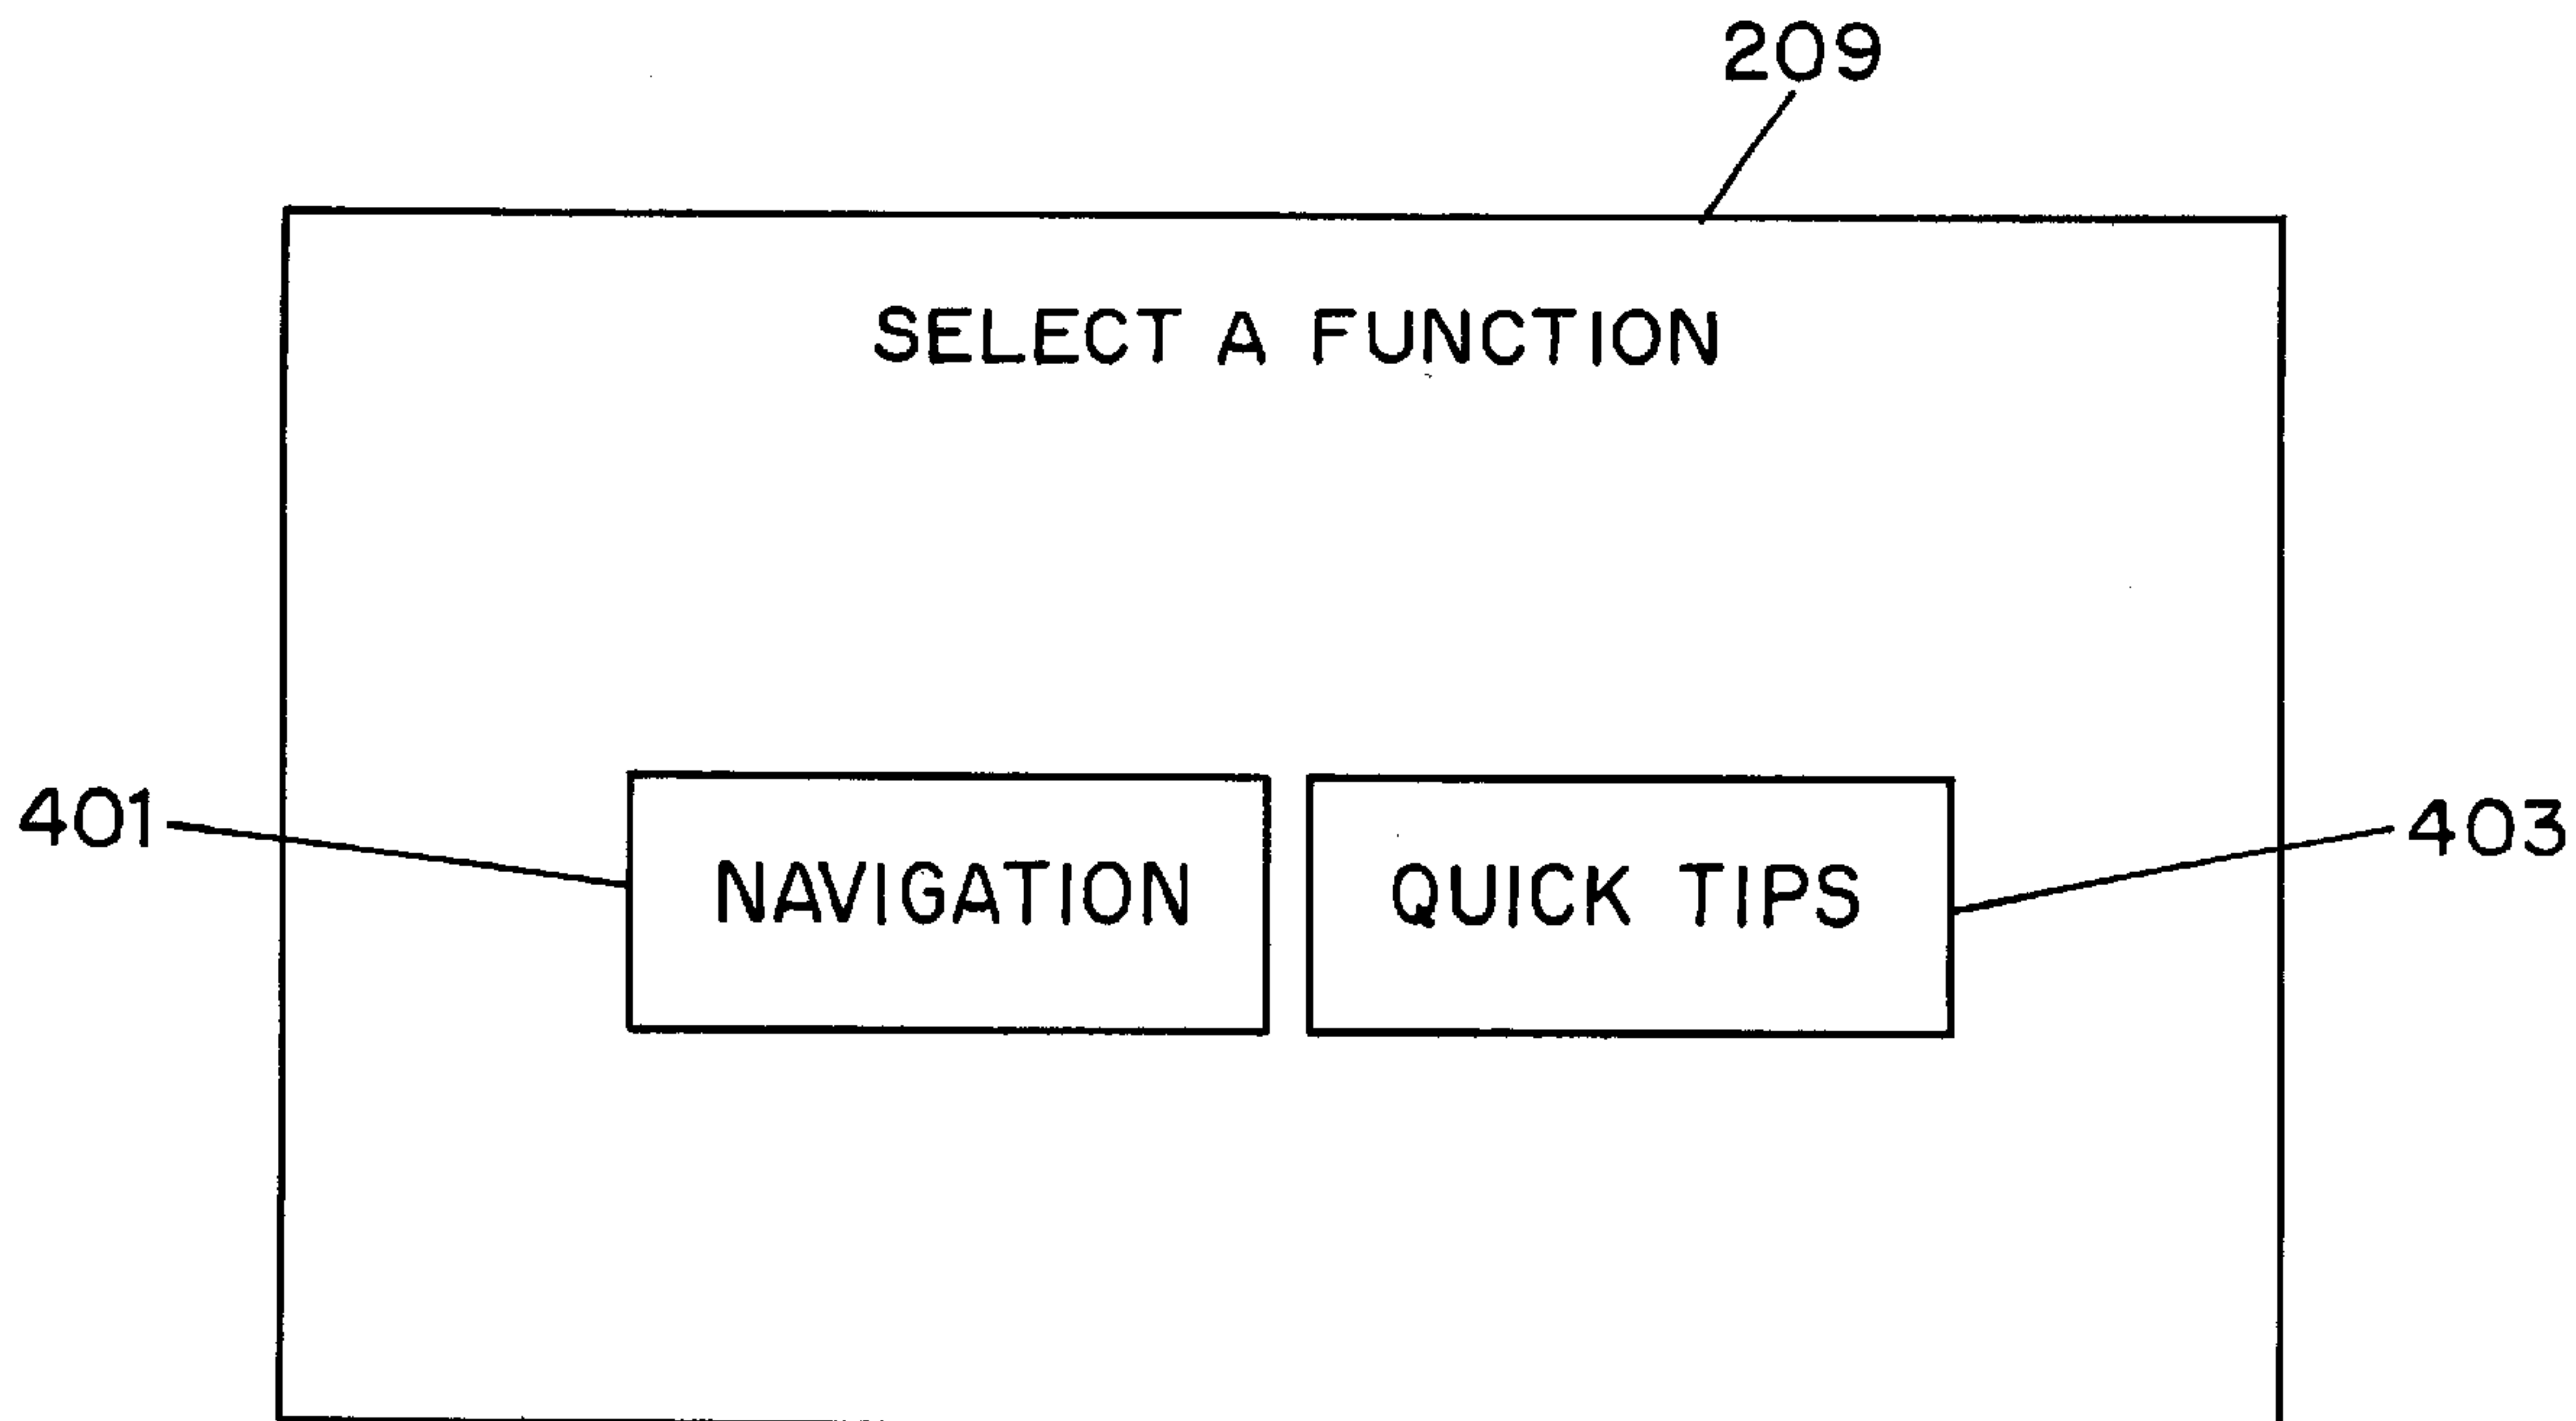 209
SELECT A FUNCTION
401
NAVIGATION
QUICK TIPS
403